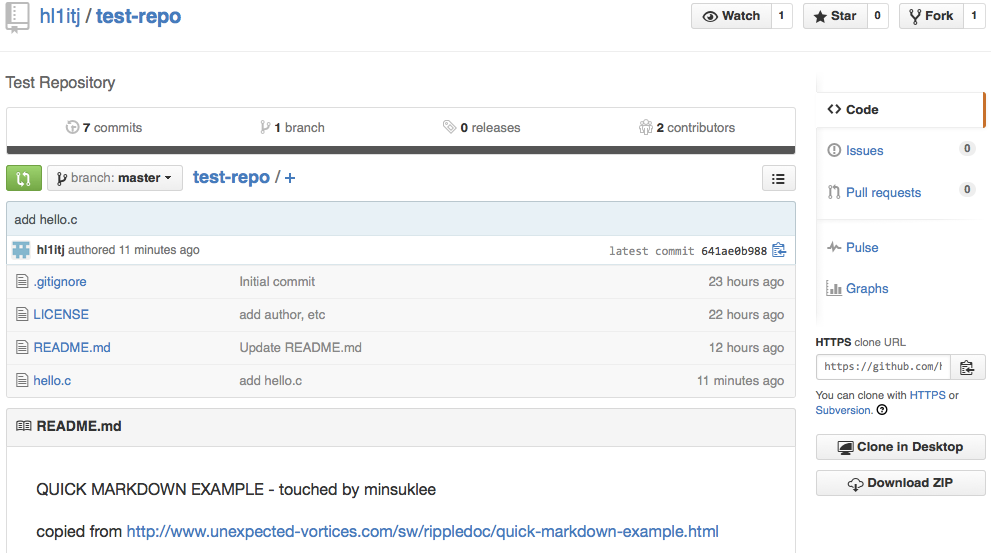 hl1itj / test-repo
Watch 1 Star 0 Fork 1
Test Repository
7 commits 1 branch 0 releases 2 contributors
branch: master test-repo / +
add hello.c
hl1itj authored 11 minutes ago latest commit 641ae0b988
.gitignore Initial commit 23 hours ago
LICENSE add author, etc 22 hours ago
README.md Update README.md 12 hours ago
hello.c add hello.c 11 minutes ago
README.md
QUICK MARKDOWN EXAMPLE - touched by minsuklee
copied from http://www.unexpected-vortices.com/sw/rippledoc/quick-markdown-example.html
Code
Issues 0
Pull requests 0
Pulse
Graphs
HTTPS clone URL
https://github.com/h
You can clone with HTTPS or
Subversion.
Clone in Desktop
Download ZIP